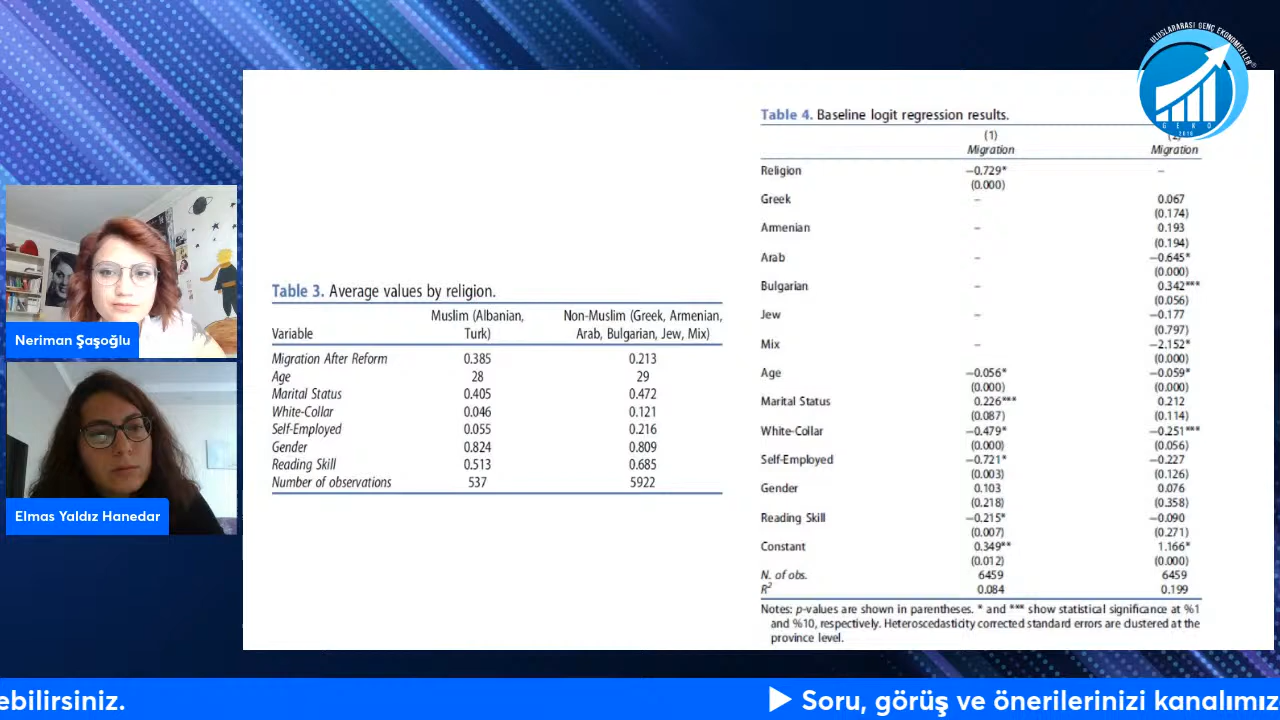 ULUSLARARASI GENÇ EKONOMİSTLER
G E N Ç
2016
Neriman Şaşoğlu
Elmas Yaldız Hanedar
Table 3. Average values by religion.
Variable Muslim (Albanian, Turk) Non-Muslim (Greek, Armenian, Arab, Bulgarian, Jew, Mix)
Migration After Reform 0.385 0.213
Age 28 29
Marital Status 0.405 0.472
White-Collar 0.046 0.121
Self-Employed 0.055 0.216
Gender 0.824 0.809
Reading Skill 0.513 0.685
Number of observations 537 5922
Table 4. Baseline logit regression results.
(1) (2)
Migration Migration
Religion −0.729* –
(0.000)
Greek – 0.067
(0.174)
Armenian – 0.193
(0.194)
Arab – −0.645*
(0.000)
Bulgarian – 0.342***
(0.056)
Jew – −0.177
(0.797)
Mix – −2.152*
(0.000)
Age −0.056* −0.059*
(0.000) (0.000)
Marital Status 0.226*** 0.212
(0.087) (0.114)
White-Collar −0.479* −0.251***
(0.000) (0.056)
Self-Employed −0.721* −0.227
(0.003) (0.126)
Gender 0.103 0.076
(0.218) (0.358)
Reading Skill −0.215* −0.090
(0.007) (0.271)
Constant 0.349** 1.166*
(0.012) (0.000)
N. of obs. 6459 6459
R² 0.084 0.199
Notes: p-values are shown in parentheses. * and *** show statistical significance at %1
and %10, respectively. Heteroscedasticity corrected standard errors are clustered at the
province level.
ebilirsiniz. ▶ Soru, görüş ve önerilerinizi kanalımız